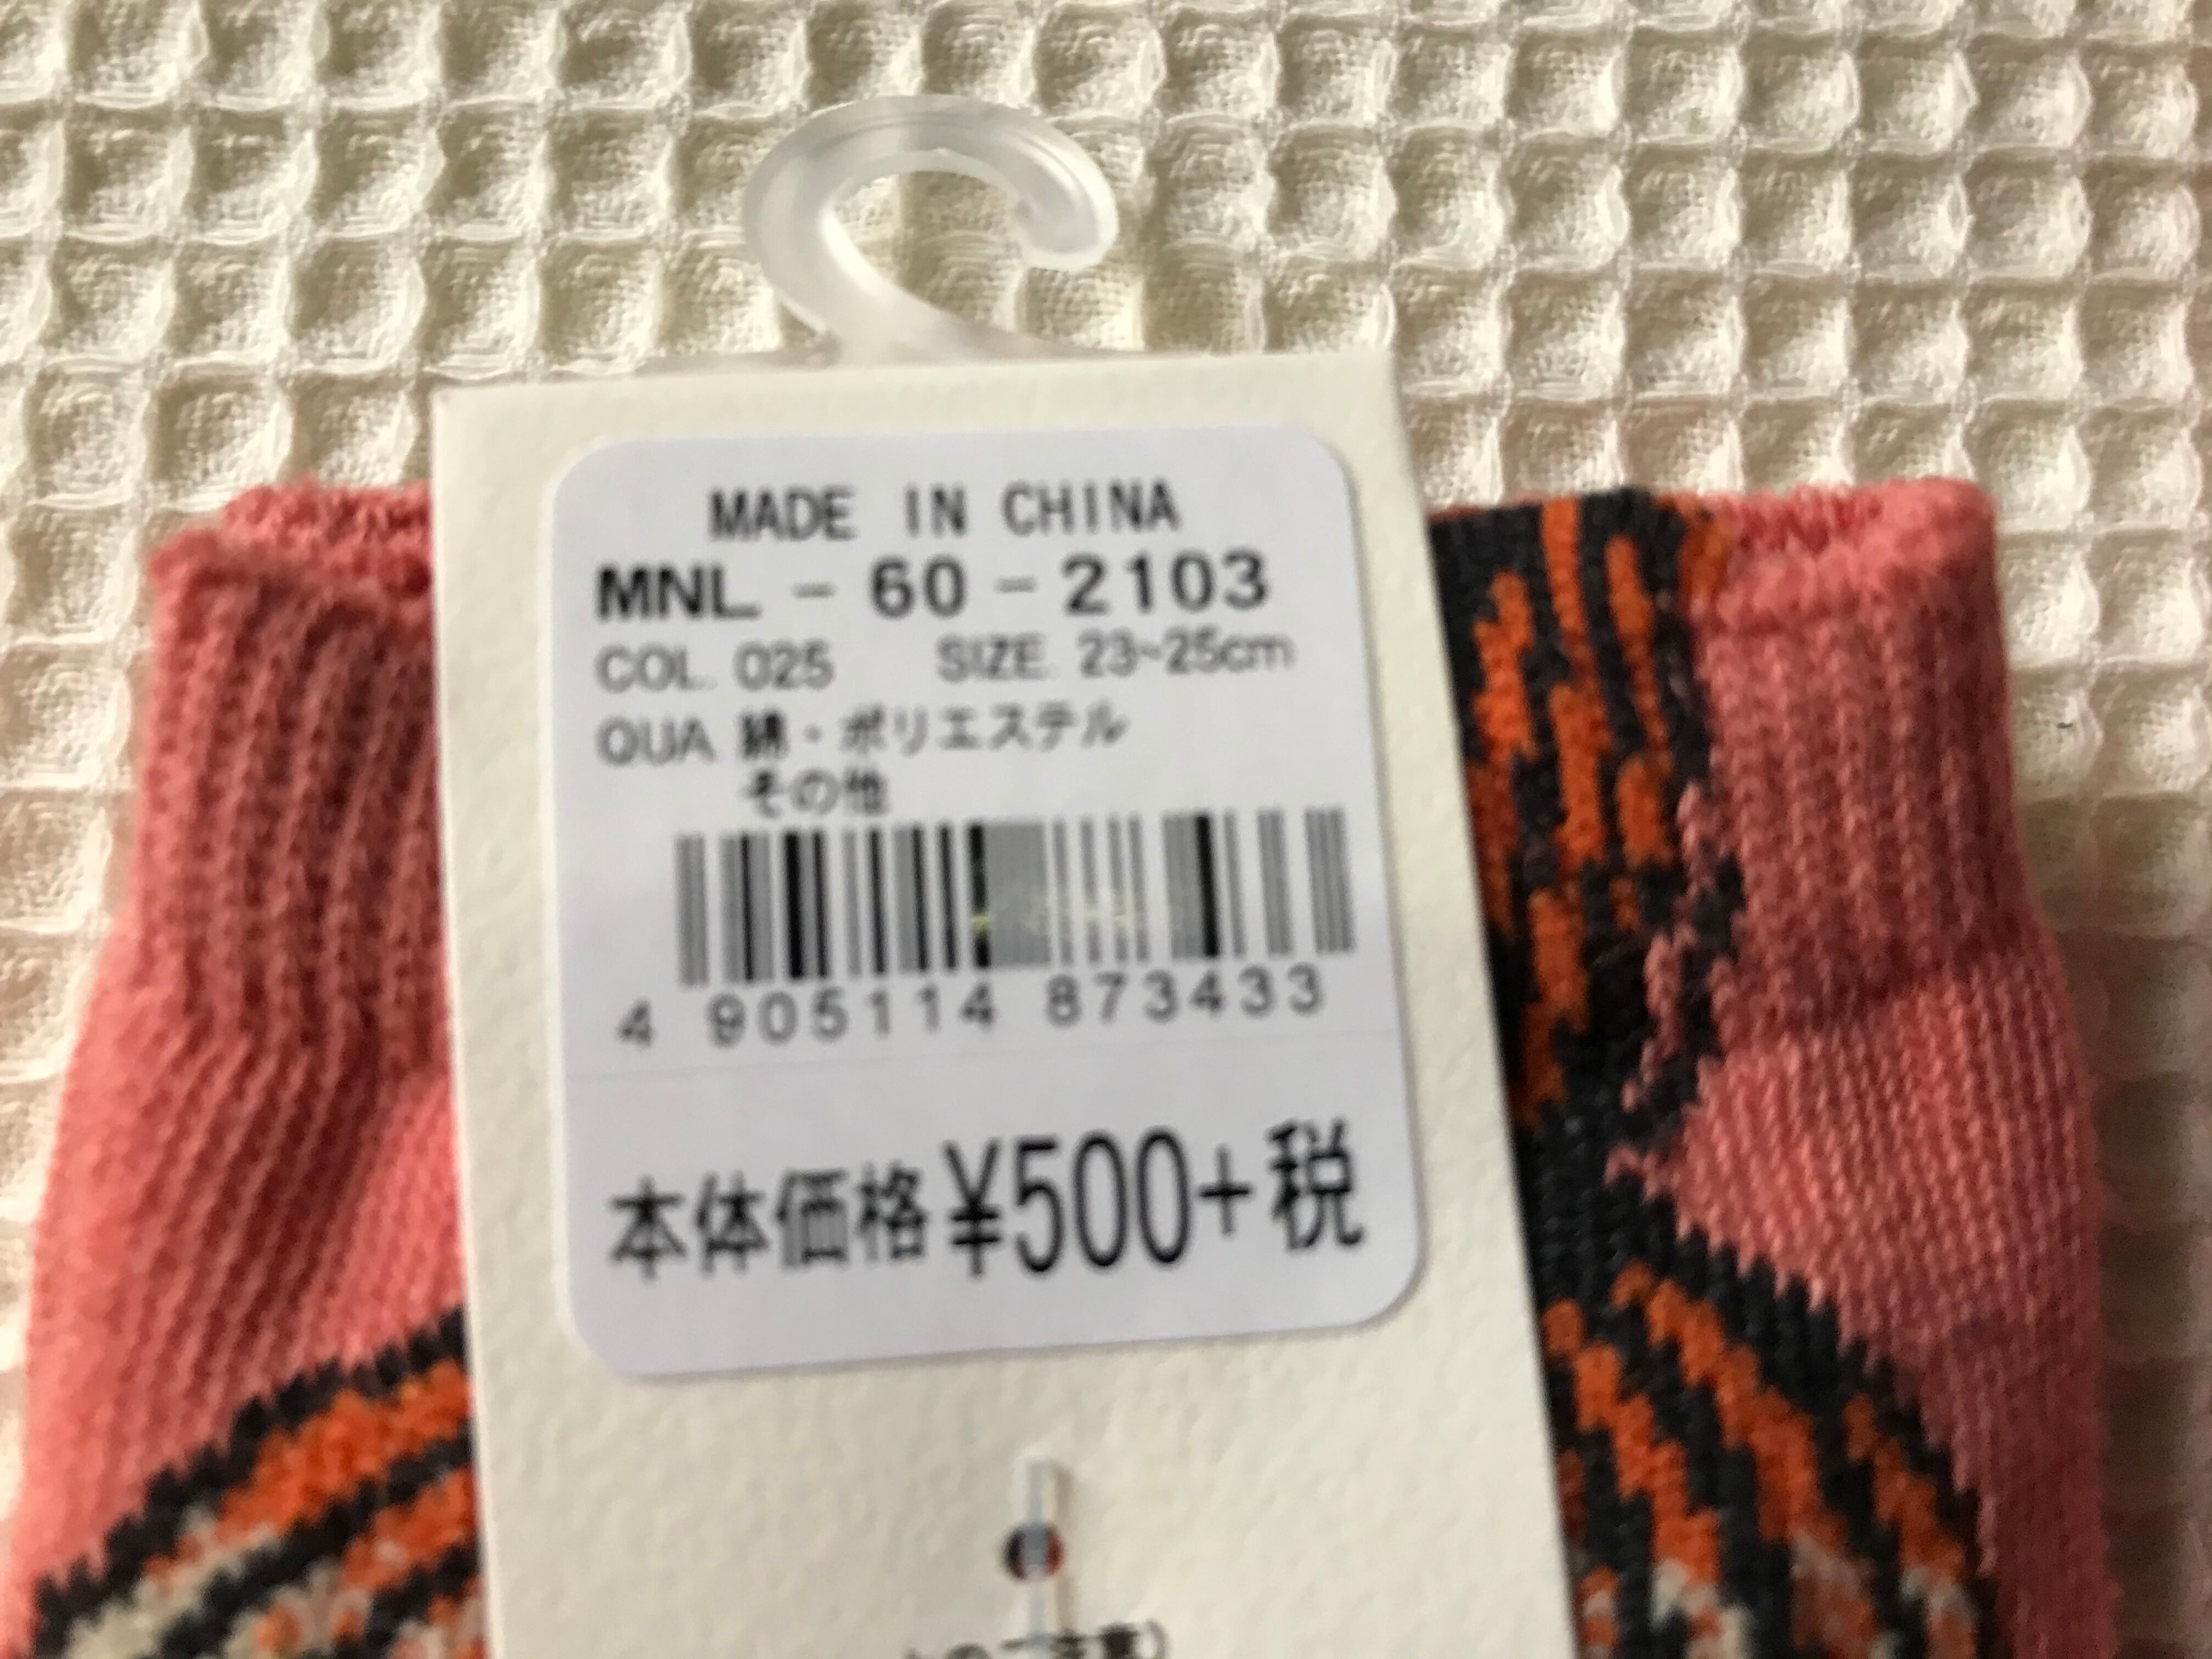 MADE IN CHINA
MNL - 60 - 2103
COL. 025 SIZE. 23~25cm
QUA. 綿・ポリエステル
その他
4 905114 873433
本体価格¥500+税